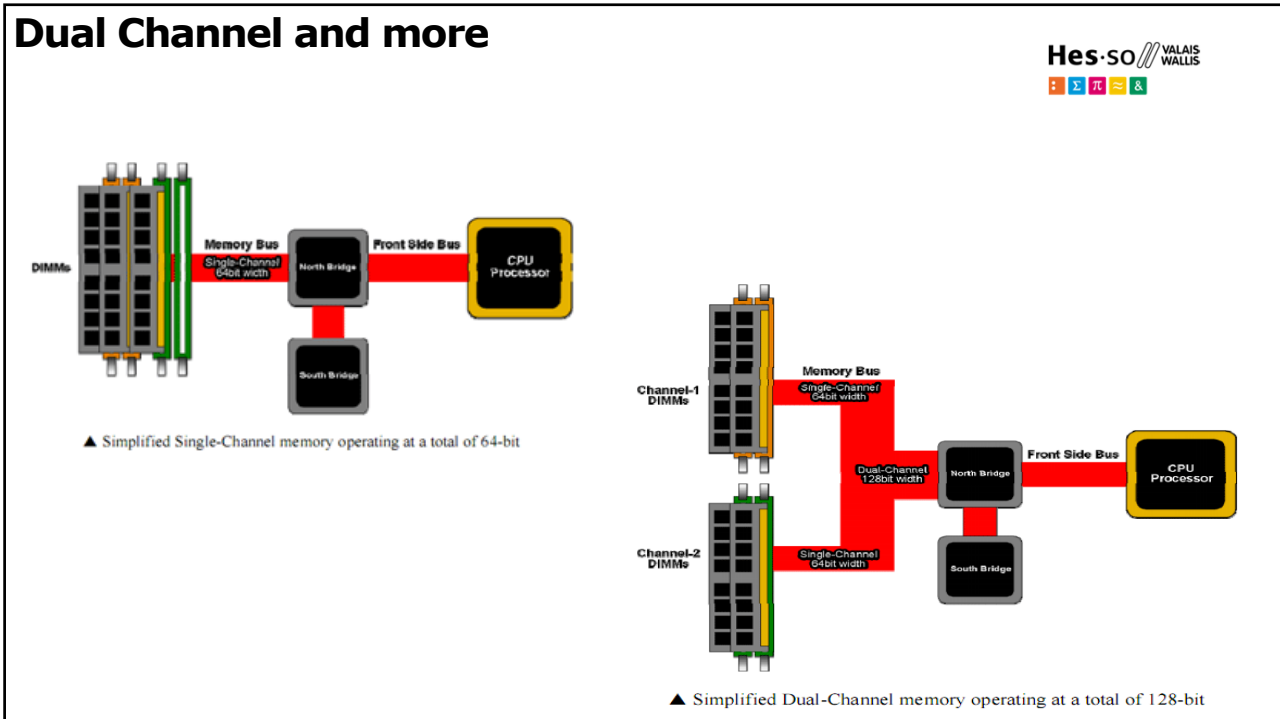 Dual Channel and more
Hes·so // VALAIS
WALLIS
: Σ π ≈ &
DIMMs
Memory Bus
Single-Channel
64bit width
North Bridge
Front Side Bus
CPU
Processor
South Bridge
▲ Simplified Single-Channel memory operating at a total of 64-bit
Channel-1
DIMMs
Memory Bus
Single-Channel
64bit width
Dual-Channel
128bit width
North Bridge
Front Side Bus
CPU
Processor
Channel-2
DIMMs
Single-Channel
64bit width
South Bridge
▲ Simplified Dual-Channel memory operating at a total of 128-bit